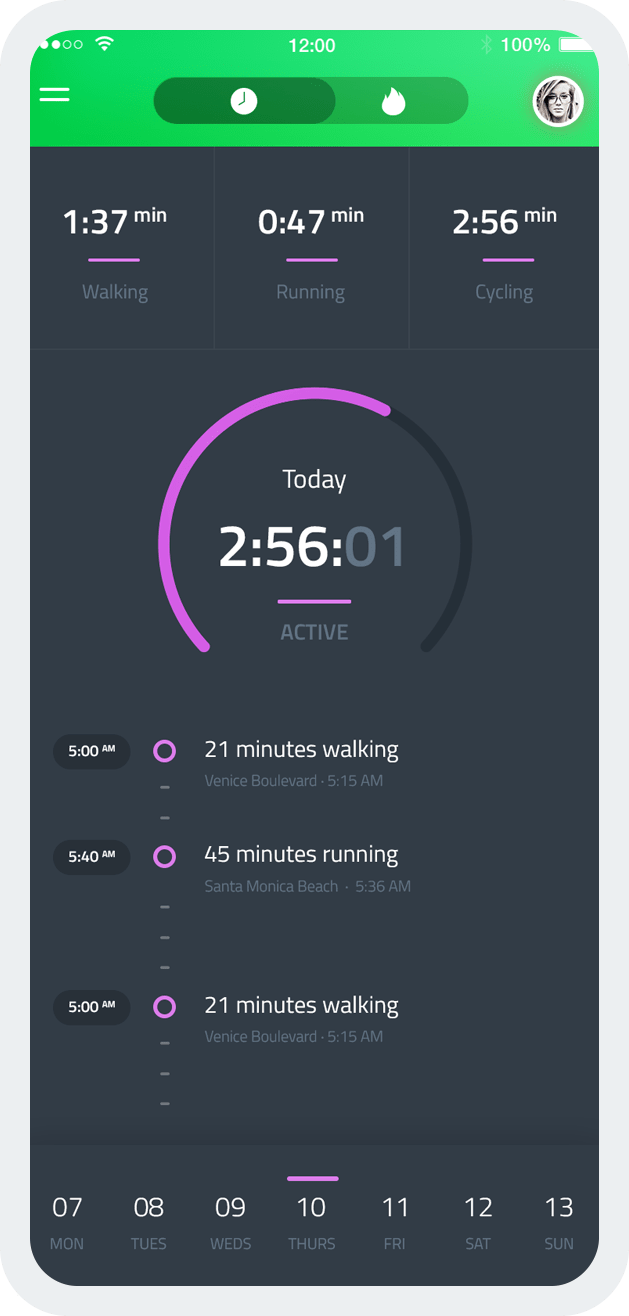 12:00 100%
1:37 min 0:47 min 2:56 min
Walking Running Cycling
Today
2:56:01
ACTIVE
5:00 AM 21 minutes walking
Venice Boulevard · 5:15 AM
5:40 AM 45 minutes running
Santa Monica Beach · 5:36 AM
5:00 AM 21 minutes walking
Venice Boulevard · 5:15 AM
07 08 09 10 11 12 13
MON TUES WEDS THURS FRI SAT SUN